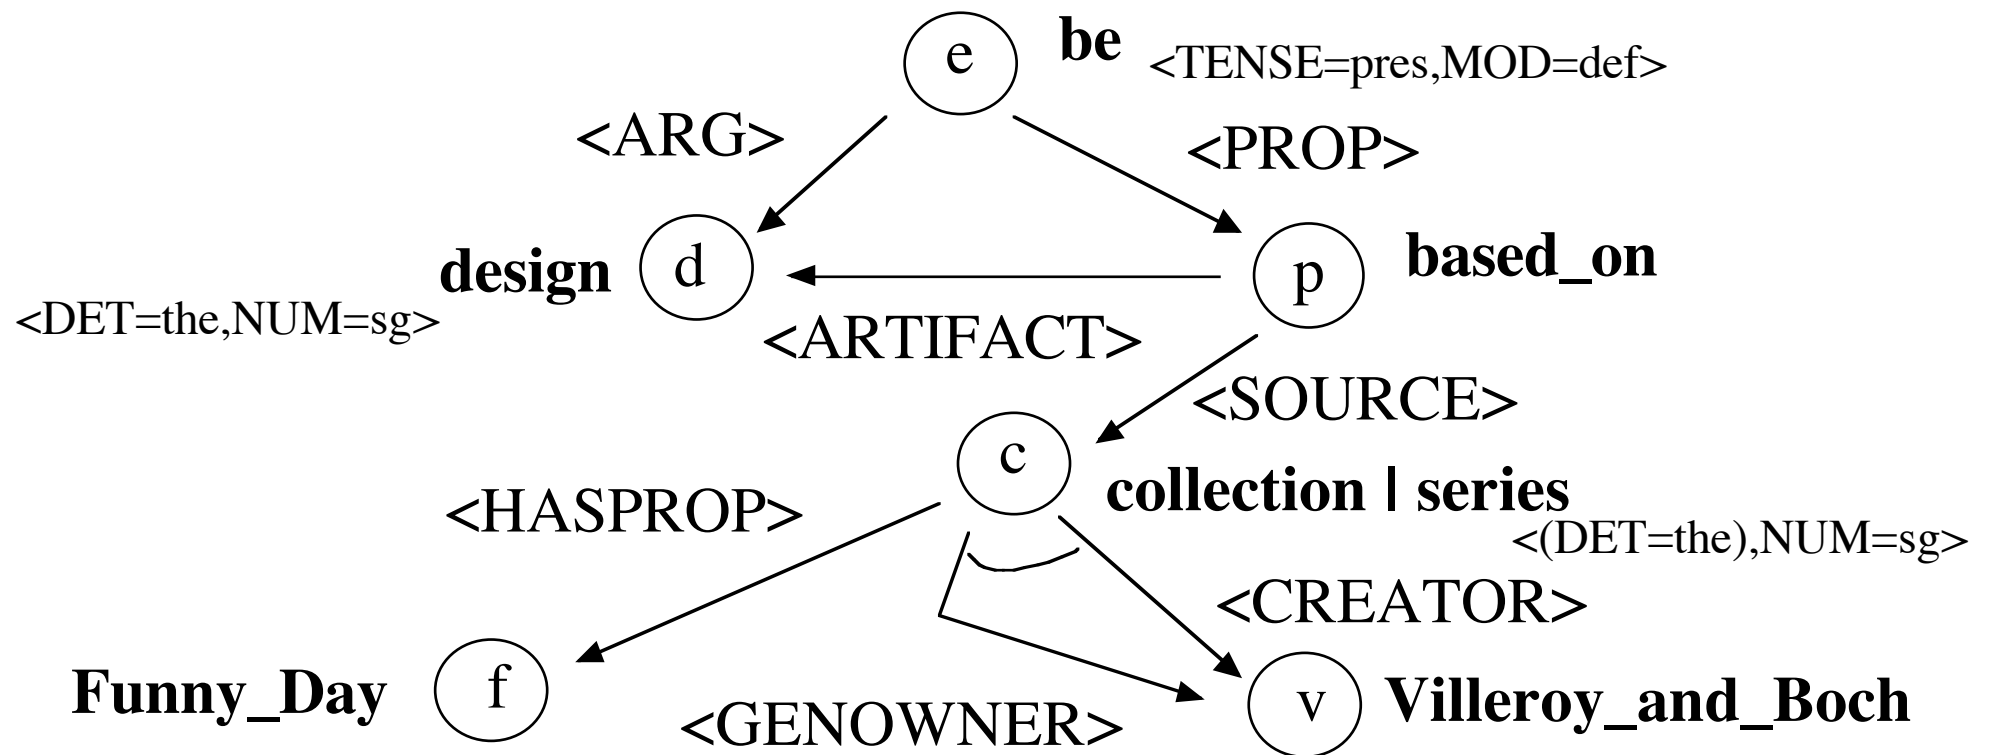 e be <TENSE=pres,MOD=def>
<ARG> <PROP>
design d p based_on
<DET=the,NUM=sg>
<ARTIFACT>
<SOURCE>
c
collection | series
<HASPROP>
<(DET=the),NUM=sg>
<CREATOR>
Funny_Day f v Villeroy_and_Boch
<GENOWNER>